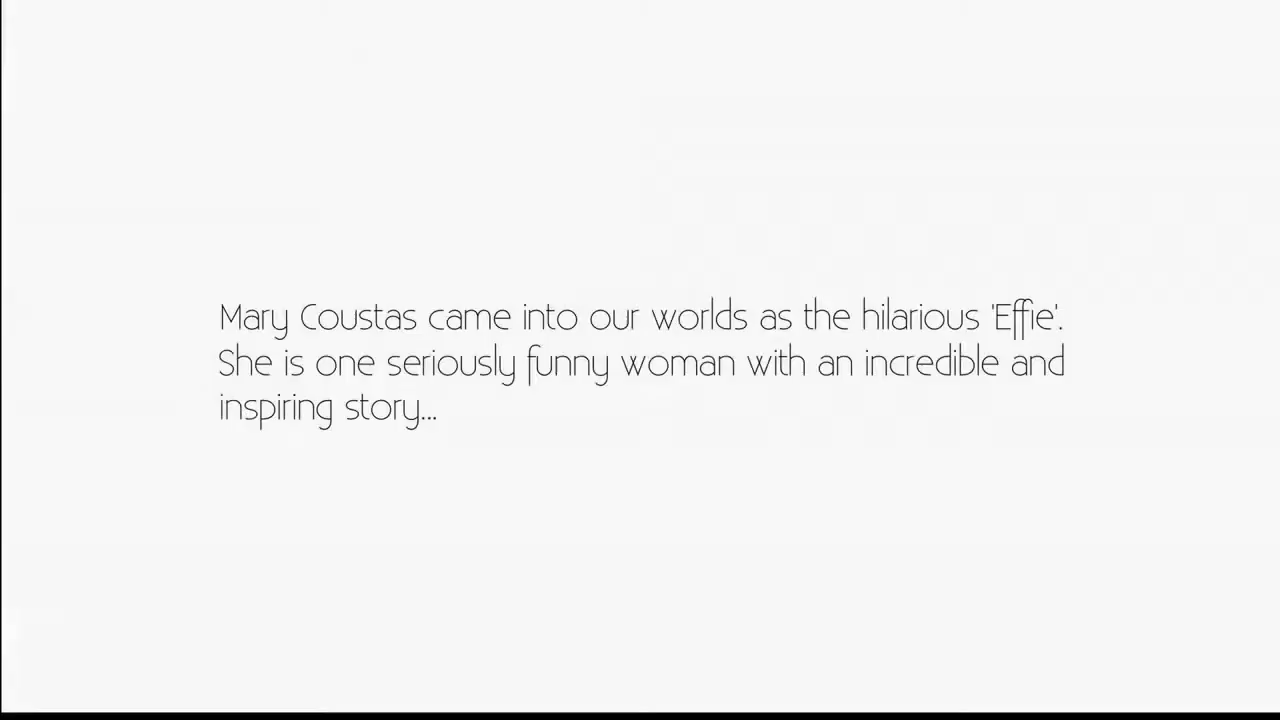 Mary Coustas came into our worlds as the hilarious 'Effie'.
She is one seriously funny woman with an incredible and
inspiring story...